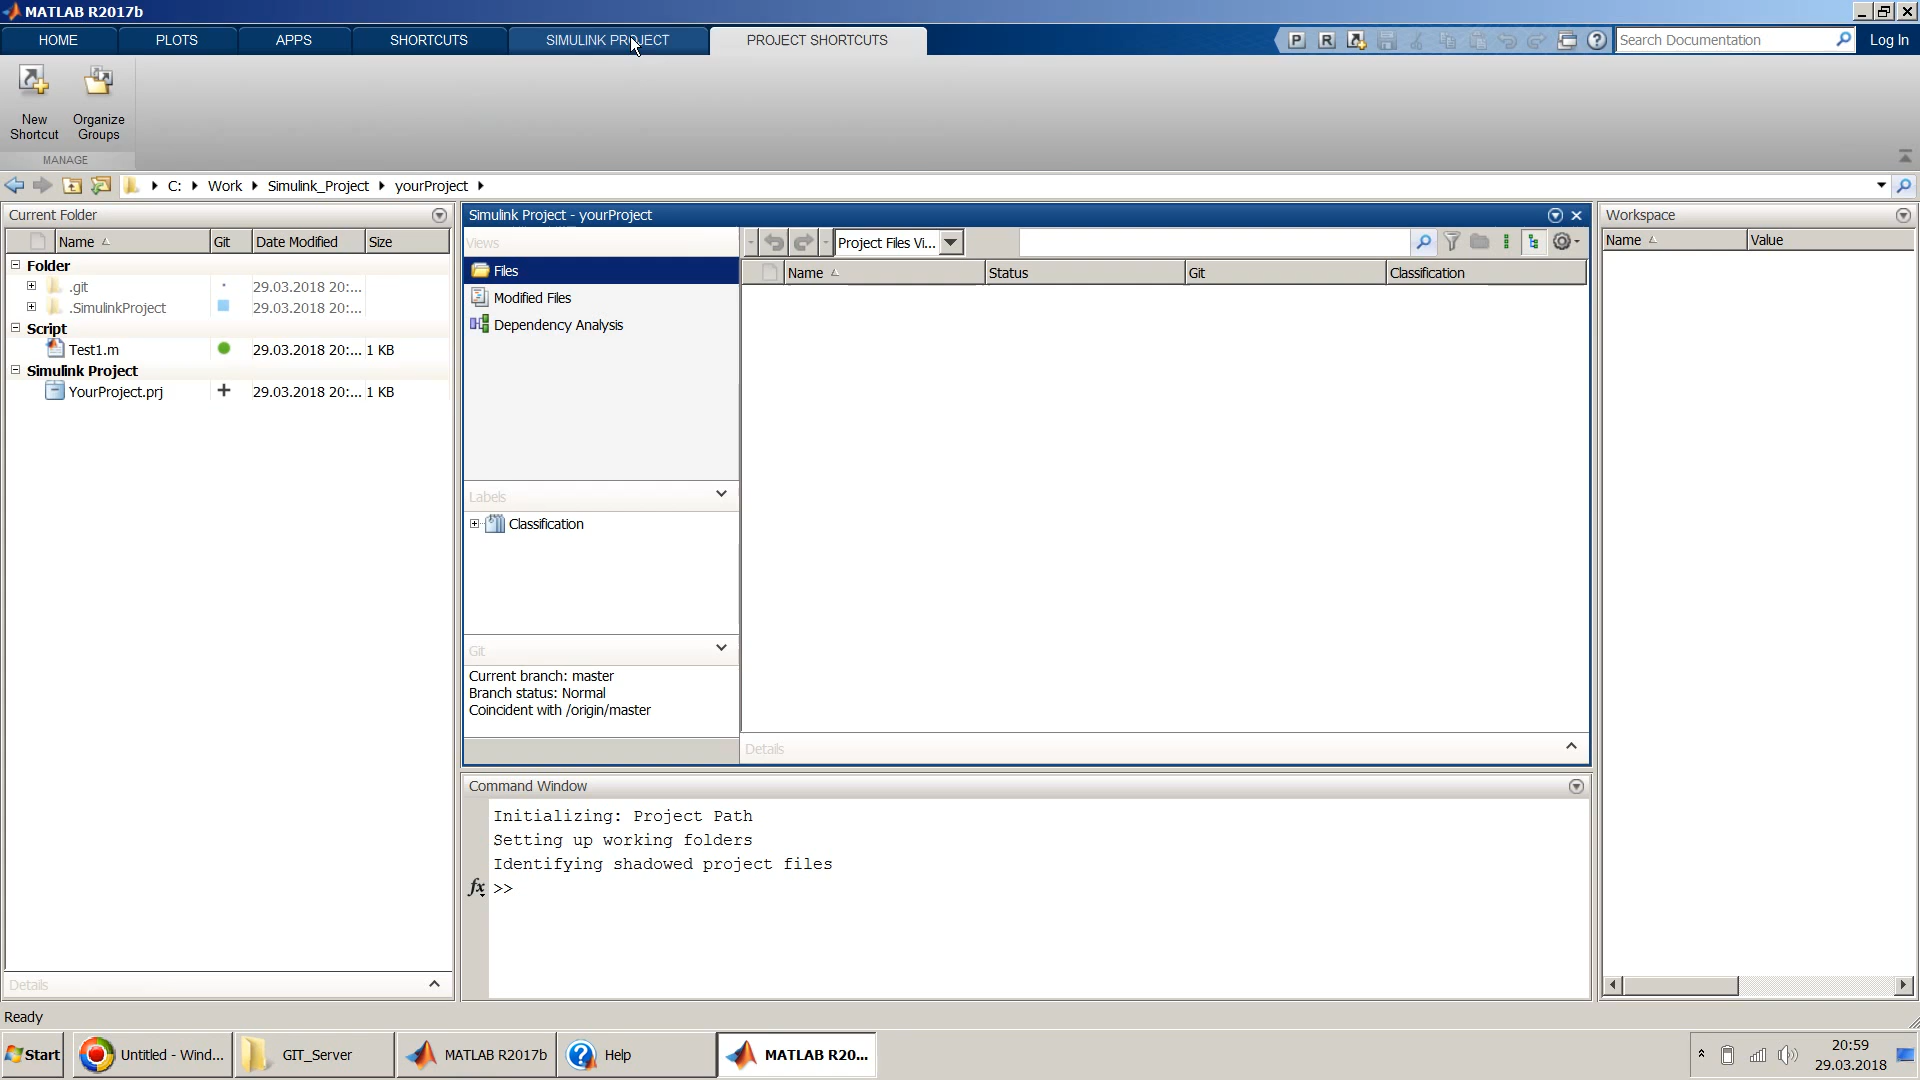 MATLAB R2017b
HOME PLOTS APPS SHORTCUTS SIMULINK PROJECT PROJECT SHORTCUTS
Search Documentation Log In
New Shortcut Organize Groups
MANAGE
C: Work Simulink_Project yourProject
Current Folder
Name Git Date Modified Size
Folder
.git 29.03.2018 20:...
.SimulinkProject 29.03.2018 20:...
Script
Test1.m 29.03.2018 20:... 1 KB
Simulink Project
YourProject.prj 29.03.2018 20:... 1 KB
Details
Simulink Project - yourProject
Views
Files
Modified Files
Dependency Analysis
Labels
Classification
Git
Current branch: master
Branch status: Normal
Coincident with /origin/master
Project Files Vi...
Name Status Git Classification
Details
Command Window
Initializing: Project Path
Setting up working folders
Identifying shadowed project files
fx >>
Workspace
Name Value
Ready
Start Untitled - Wind... GIT_Server MATLAB R2017b Help MATLAB R20...
20:59
29.03.2018